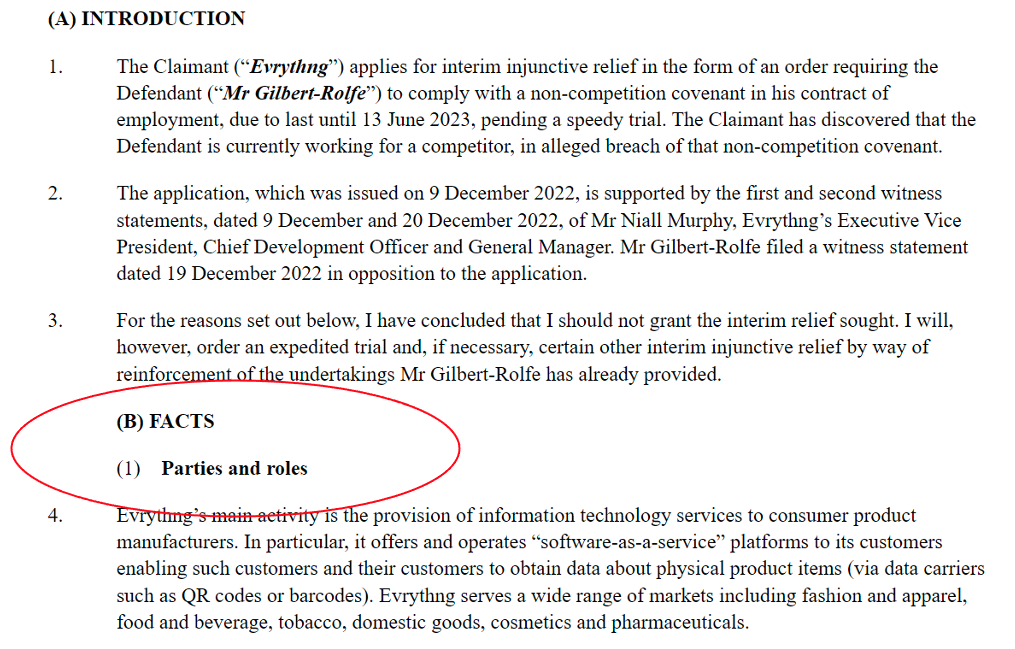 (A) INTRODUCTION
1. The Claimant (“Evrythng”) applies for interim injunctive relief in the form of an order requiring the
Defendant (“Mr Gilbert-Rolfe”) to comply with a non-competition covenant in his contract of
employment, due to last until 13 June 2023, pending a speedy trial. The Claimant has discovered that the
Defendant is currently working for a competitor, in alleged breach of that non-competition covenant.
2. The application, which was issued on 9 December 2022, is supported by the first and second witness
statements, dated 9 December and 20 December 2022, of Mr Niall Murphy, Evrythng’s Executive Vice
President, Chief Development Officer and General Manager. Mr Gilbert-Rolfe filed a witness statement
dated 19 December 2022 in opposition to the application.
3. For the reasons set out below, I have concluded that I should not grant the interim relief sought. I will,
however, order an expedited trial and, if necessary, certain other interim injunctive relief by way of
reinforcement of the undertakings Mr Gilbert-Rolfe has already provided.
(B) FACTS
(1) Parties and roles
4. Evrythng’s main activity is the provision of information technology services to consumer product
manufacturers. In particular, it offers and operates “software-as-a-service” platforms to its customers
enabling such customers and their customers to obtain data about physical product items (via data carriers
such as QR codes or barcodes). Evrythng serves a wide range of markets including fashion and apparel,
food and beverage, tobacco, domestic goods, cosmetics and pharmaceuticals.